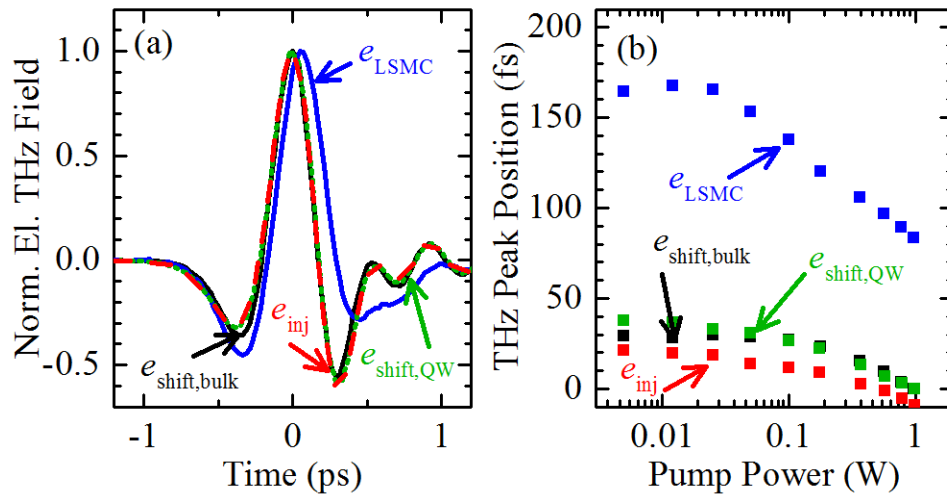 (a)
e_LSMC
1.0
0.5
0.0
-0.5
Norm. El. THz Field
e_inj
e_shift,bulk
e_shift,QW
-1
0
1
Time (ps)
(b)
200
150
100
50
0
THz Peak Position (fs)
e_LSMC
e_shift,bulk
e_shift,QW
e_inj
0.01
0.1
1
Pump Power (W)